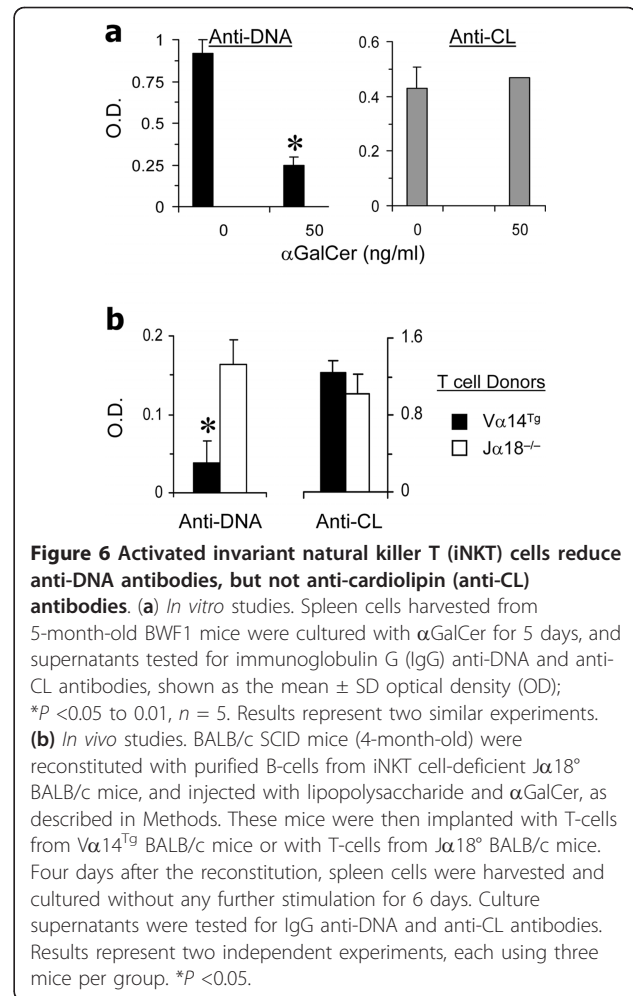 a
Anti-DNA
Anti-CL
O.D.
1
0.75
0.5
0.25
0
*
0.6
0.4
0.2
0
0 50
0 50
αGalCer (ng/ml)
b
O.D.
0.2
0.1
0
*
1.6
1.2
0.8
0
Anti-DNA
Anti-CL
T cell Donors
Vα14Tg
Jα18–/–
Figure 6 Activated invariant natural killer T (iNKT) cells reduce
anti-DNA antibodies, but not anti-cardiolipin (anti-CL)
antibodies. (a) In vitro studies. Spleen cells harvested from
5-month-old BWF1 mice were cultured with αGalCer for 5 days, and
supernatants tested for immunoglobulin G (IgG) anti-DNA and anti-
CL antibodies, shown as the mean ± SD optical density (OD);
*P <0.05 to 0.01, n = 5. Results represent two similar experiments.
(b) In vivo studies. BALB/c SCID mice (4-month-old) were
reconstituted with purified B-cells from iNKT cell-deficient Jα18°
BALB/c mice, and injected with lipopolysaccharide and αGalCer, as
described in Methods. These mice were then implanted with T-cells
from Vα14Tg BALB/c mice or with T-cells from Jα18° BALB/c mice.
Four days after the reconstitution, spleen cells were harvested and
cultured without any further stimulation for 6 days. Culture
supernatants were tested for IgG anti-DNA and anti-CL antibodies.
Results represent two independent experiments, each using three
mice per group. *P <0.05.